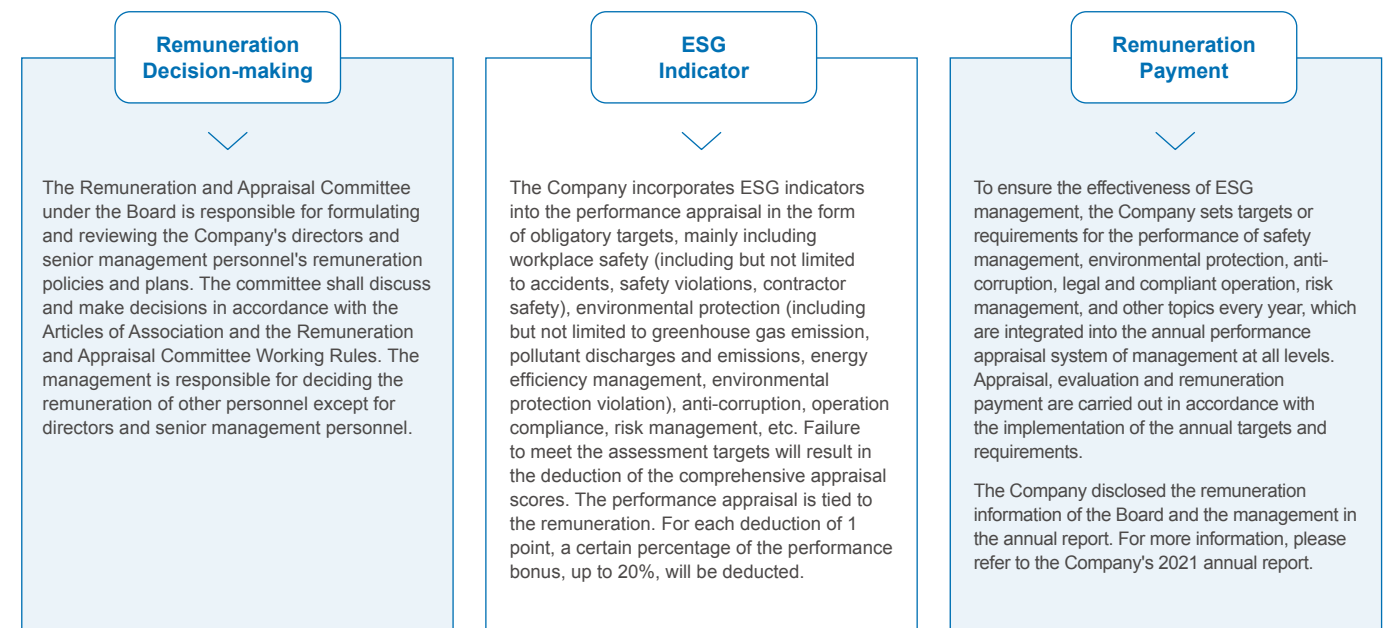 Remuneration
Decision-making
The Remuneration and Appraisal Committee
under the Board is responsible for formulating
and reviewing the Company's directors and
senior management personnel's remuneration
policies and plans. The committee shall discuss
and make decisions in accordance with the
Articles of Association and the Remuneration
and Appraisal Committee Working Rules. The
management is responsible for deciding the
remuneration of other personnel except for
directors and senior management personnel.
ESG
Indicator
The Company incorporates ESG indicators
into the performance appraisal in the form
of obligatory targets, mainly including
workplace safety (including but not limited
to accidents, safety violations, contractor
safety), environmental protection (including
but not limited to greenhouse gas emission,
pollutant discharges and emissions, energy
efficiency management, environmental
protection violation), anti-corruption, operation
compliance, risk management, etc. Failure
to meet the assessment targets will result in
the deduction of the comprehensive appraisal
scores. The performance appraisal is tied to
the remuneration. For each deduction of 1
point, a certain percentage of the performance
bonus, up to 20%, will be deducted.
Remuneration
Payment
To ensure the effectiveness of ESG
management, the Company sets targets or
requirements for the performance of safety
management, environmental protection, anti-
corruption, legal and compliant operation, risk
management, and other topics every year, which
are integrated into the annual performance
appraisal system of management at all levels.
Appraisal, evaluation and remuneration
payment are carried out in accordance with
the implementation of the annual targets and
requirements.
The Company disclosed the remuneration
information of the Board and the management in
the annual report. For more information, please
refer to the Company's 2021 annual report.